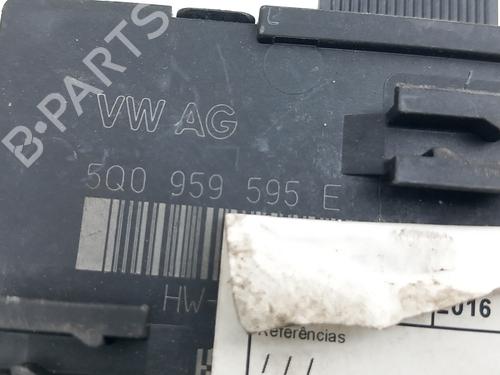 B-PARTS
VW AG
5Q0 959 595 E
HW-
2016
Referências
/ / /